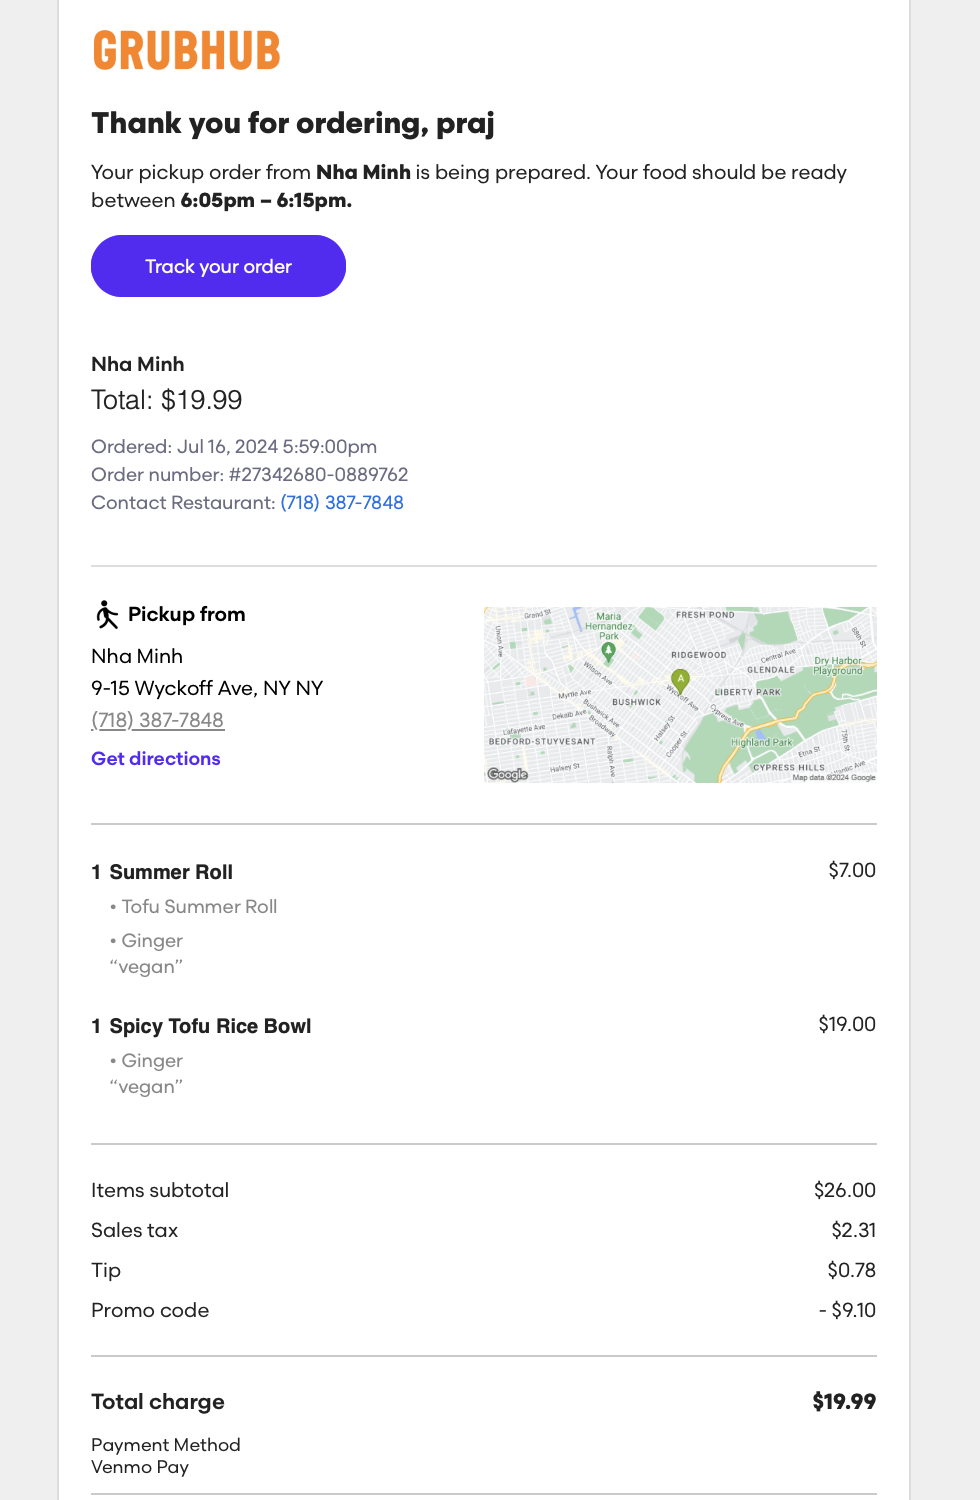 GRUBHUB
Thank you for ordering, praj
Your pickup order from Nha Minh is being prepared. Your food should be ready
between 6:05pm – 6:15pm.
Track your order
Nha Minh
Total: $19.99
Ordered: Jul 16, 2024 5:59:00pm
Order number: #27342680-0889762
Contact Restaurant: (718) 387-7848
Pickup from
Nha Minh
9-15 Wyckoff Ave, NY NY
(718) 387-7848
Get directions
Grand St
Maria
Hernandez
Park
FRESH POND
Union Ave
88th St
RIDGEWOOD
Central Ave
GLENDALE
Dry Harbor
Playground
Wilson Ave
A
Wyckoff Ave
LIBERTY PARK
Myrtle Ave
BUSHWICK
Bushwick Ave
Dekalb Ave
Broadway
Cypress Ave
Lafayette Ave
Halsey St
Cooper St
BEDFORD-STUYVESANT
Highland Park
75th St
Ralph Ave
Etna St
Halsey St
CYPRESS HILLS
Google
Map data ©2024 Google
1 Summer Roll
$7.00
• Tofu Summer Roll
• Ginger
“vegan”
1 Spicy Tofu Rice Bowl
$19.00
• Ginger
“vegan”
Items subtotal
$26.00
Sales tax
$2.31
Tip
$0.78
Promo code
- $9.10
Total charge
$19.99
Payment Method
Venmo Pay